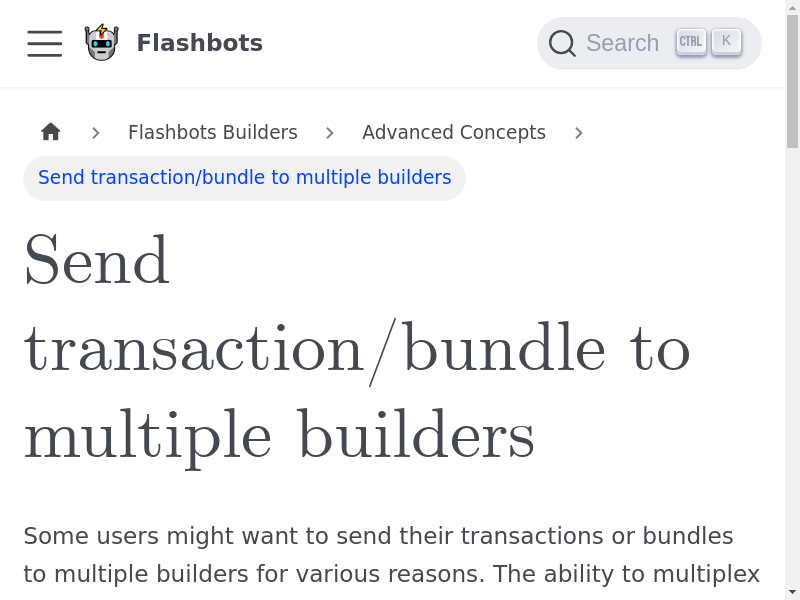 Flashbots
Search CTRL K
Flashbots Builders Advanced Concepts
Send transaction/bundle to multiple builders
Send
transaction/bundle to
multiple builders
Some users might want to send their transactions or bundles
to multiple builders for various reasons. The ability to multiplex